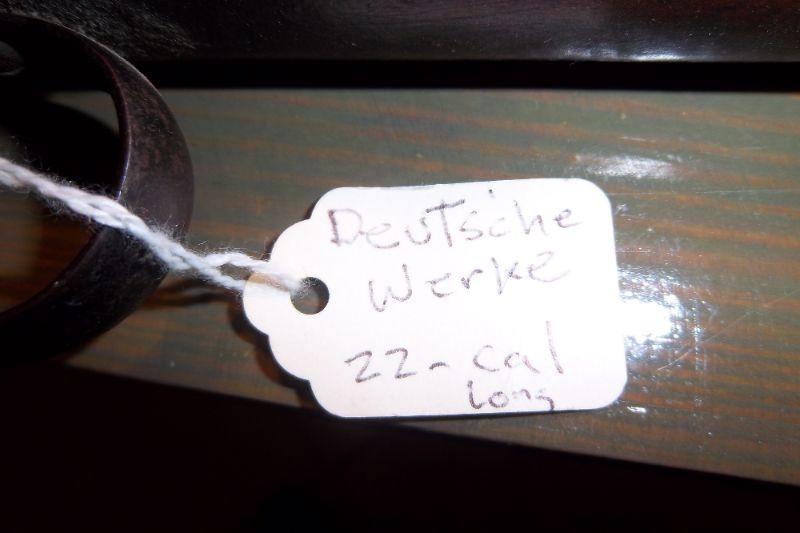 Deutsche
Werke
22-cal
Long